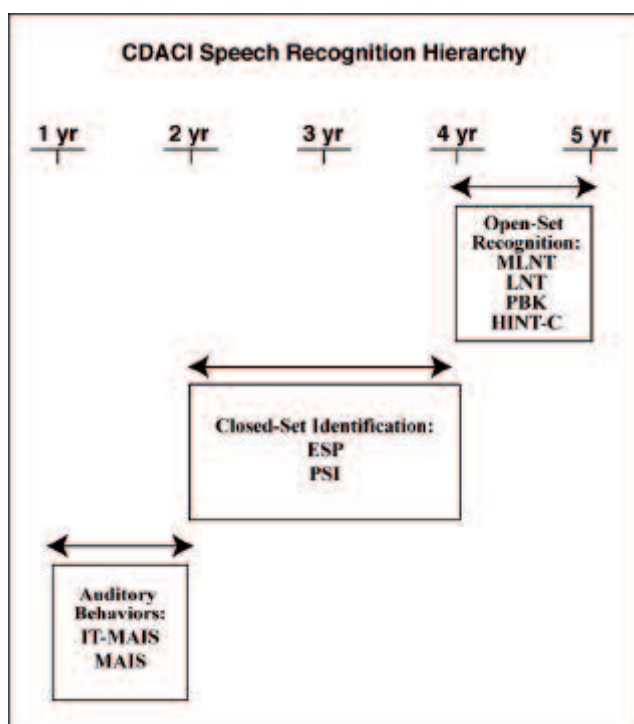 CDACI Speech Recognition Hierarchy
1 yr 2 yr 3 yr 4 yr 5 yr
Open-Set
Recognition:
MLNT
LNT
PBK
HINT-C
Closed-Set Identification:
ESP
PSI
Auditory
Behaviors:
IT-MAIS
MAIS